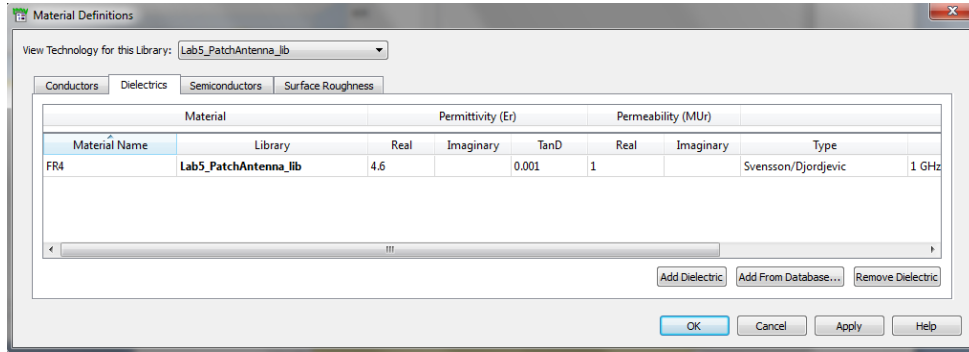 Material Definitions
View Technology for this Library: Lab5_PatchAntenna_lib
Conductors Dielectrics Semiconductors Surface Roughness
Material Permittivity (Er) Permeability (MUr)
Material Name Library Real Imaginary TanD Real Imaginary Type
FR4 Lab5_PatchAntenna_lib 4.6 0.001 1 Svensson/Djordjevic 1 GHz
Add Dielectric Add From Database... Remove Dielectric
OK Cancel Apply Help